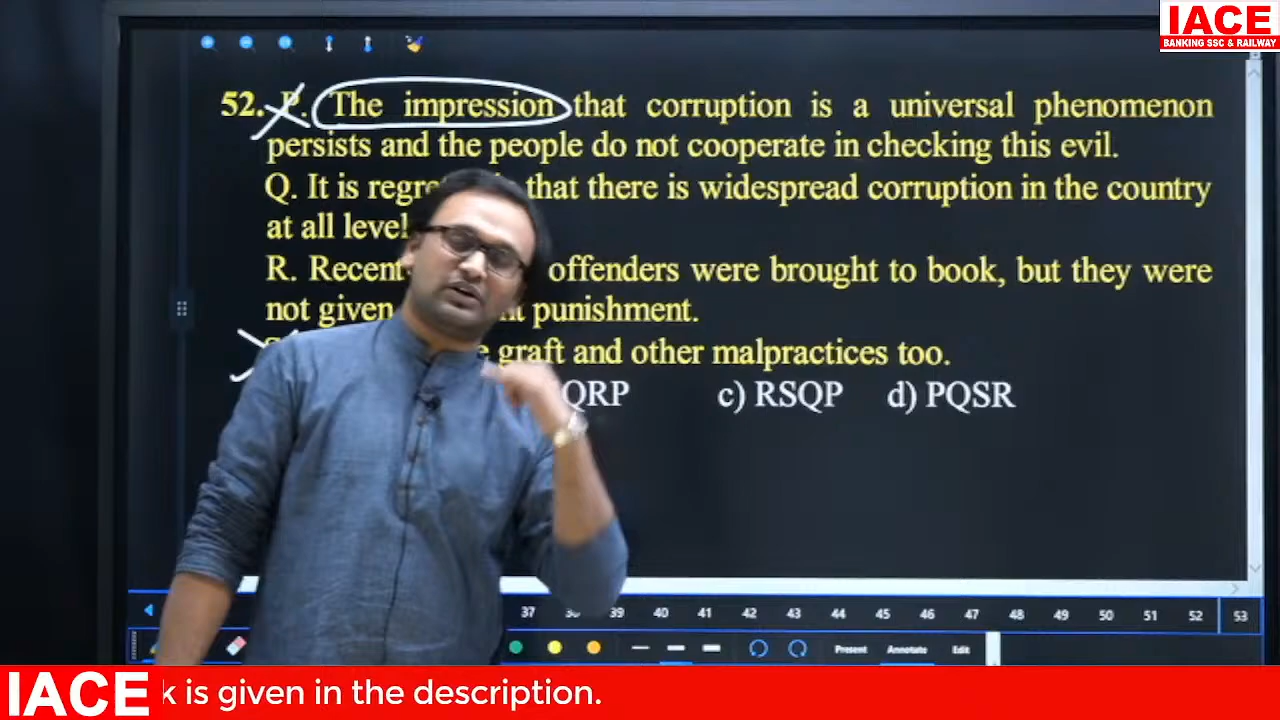 IACE
BANKING SSC & RAILWAY
52. P. The impression that corruption is a universal phenomenon
persists and the people do not cooperate in checking this evil.
Q. It is that there is widespread corruption in the country
at all
R. offenders were brought to book, but they were
not given punishment.
graft and other malpractices too.
QRP c) RSQP d) PQSR
37 38 39 40 41 42 43 44 45 46 47 48 49 50 51 52 53
Present Annotate Edit
IACE k is given in the description.